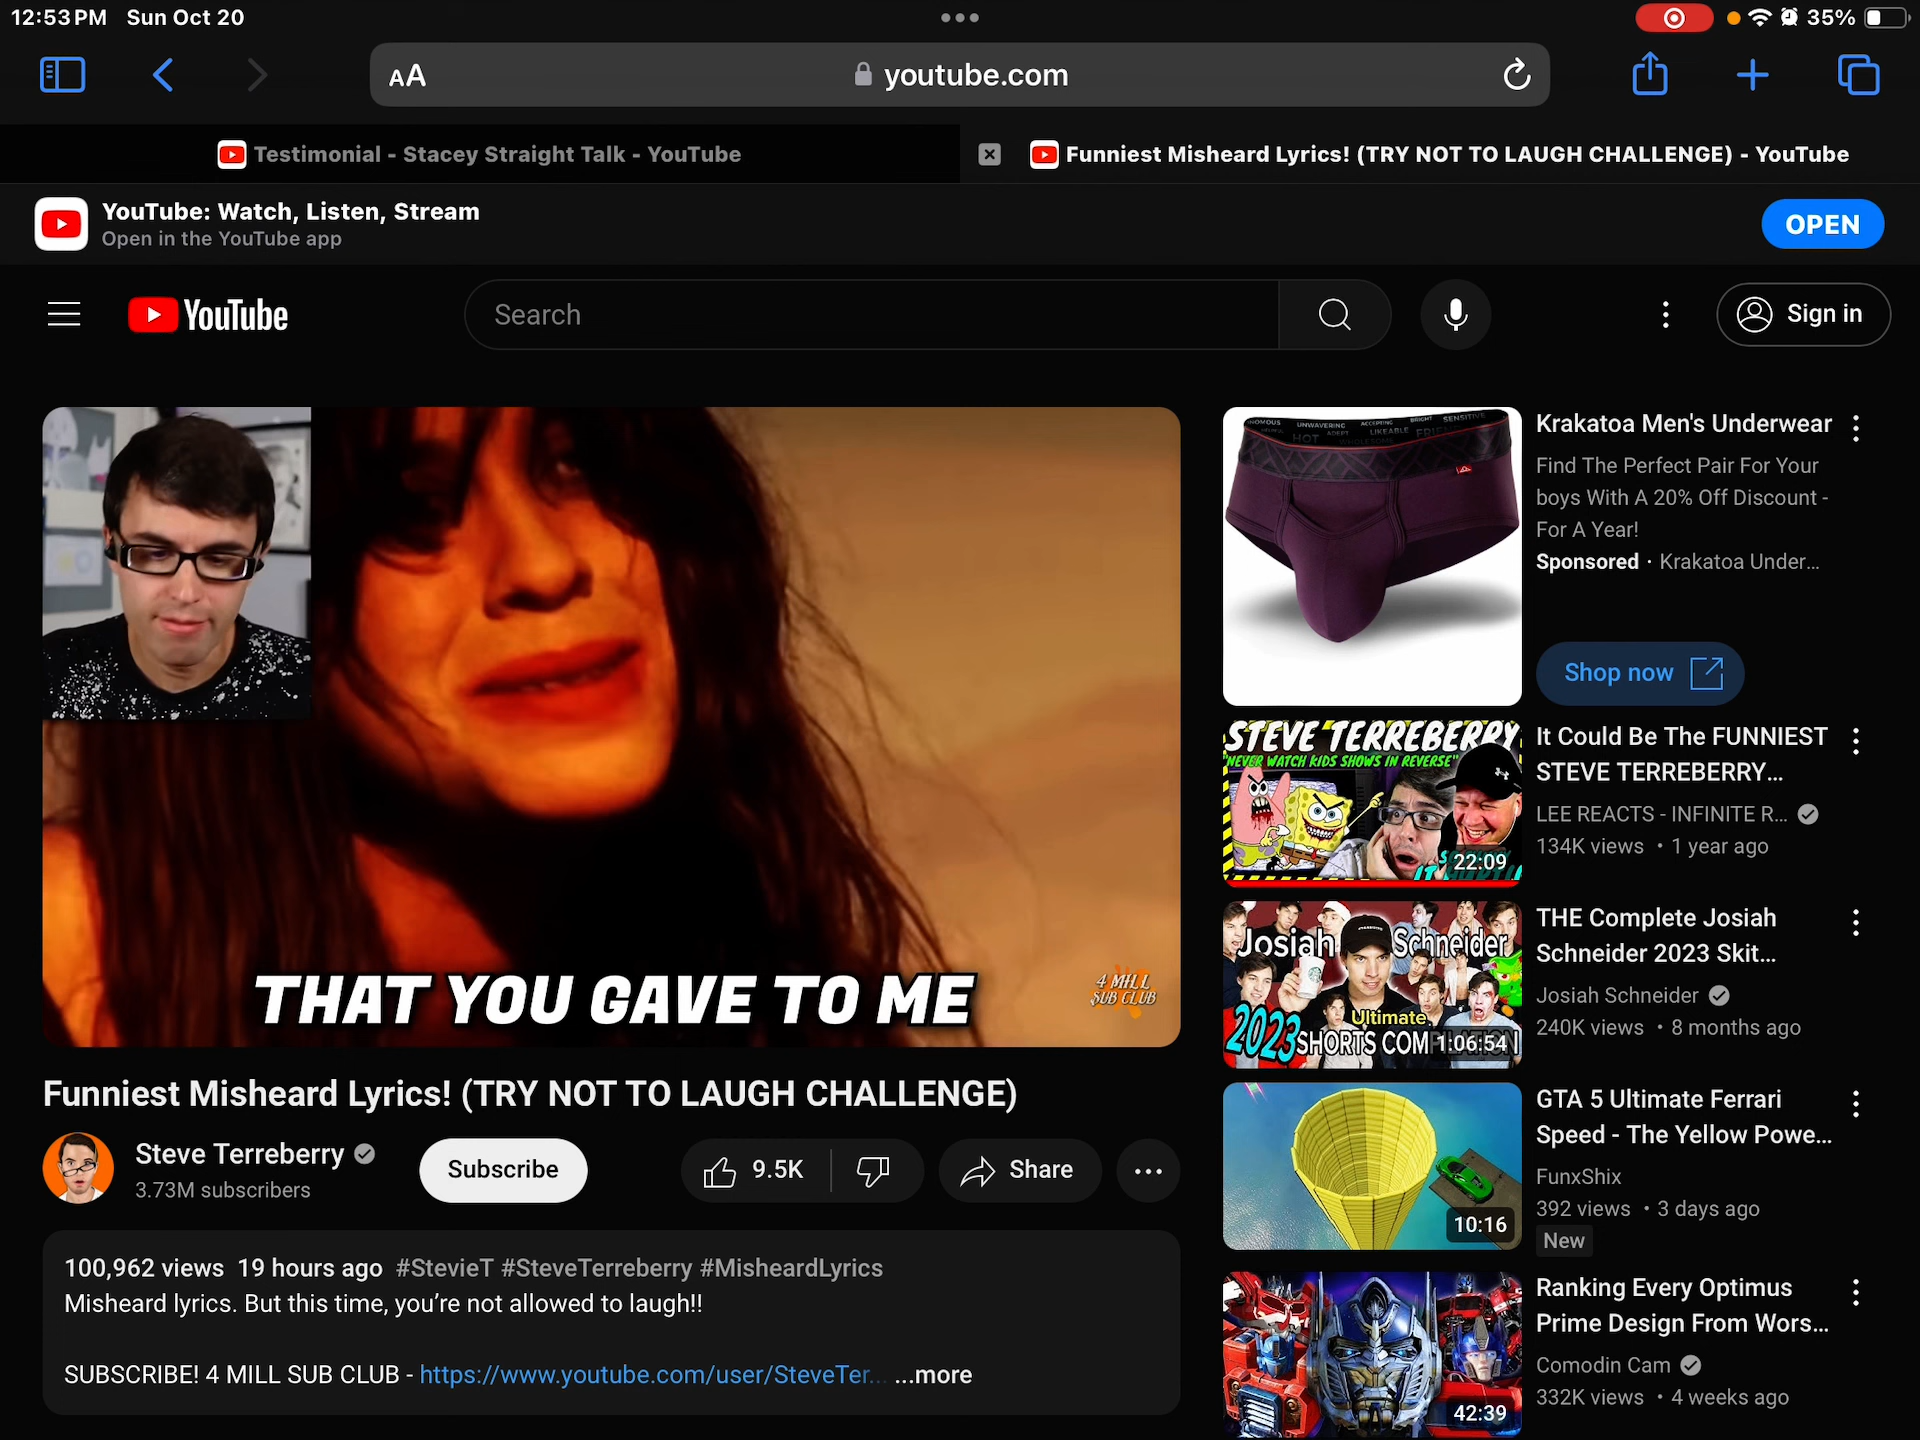 12:53 PM Sun Oct 20
35%
AA
youtube.com
Testimonial - Stacey Straight Talk - YouTube
Funniest Misheard Lyrics! (TRY NOT TO LAUGH CHALLENGE) - YouTube
YouTube: Watch, Listen, Stream
Open in the YouTube app
OPEN
YouTube
Search
Sign in
THAT YOU GAVE TO ME
4 MILL
SUB CLUB
Funniest Misheard Lyrics! (TRY NOT TO LAUGH CHALLENGE)
Steve Terreberry
3.73M subscribers
Subscribe
9.5K
Share
100,962 views 19 hours ago #StevieT #SteveTerreberry #MisheardLyrics
Misheard lyrics. But this time, you’re not allowed to laugh!!
SUBSCRIBE! 4 MILL SUB CLUB - https://www.youtube.com/user/SteveTer... ...more
UNWAVERING ACCEPTING BRIGHT SENSITIVE
HOT ADEPT LIKEABLE
WHOLESOME
Krakatoa Men's Underwear
Find The Perfect Pair For Your
boys With A 20% Off Discount -
For A Year!
Sponsored · Krakatoa Under...
Shop now
STEVE TERREBERRY
"NEVER WATCH KIDS SHOWS IN REVERSE"
22:09
It Could Be The FUNNIEST
STEVE TERREBERRY...
LEE REACTS - INFINITE R...
134K views • 1 year ago
Josiah Schneider
Ultimate
2023 SHORTS COMPILATION
1:06:54
THE Complete Josiah
Schneider 2023 Skit...
Josiah Schneider
240K views • 8 months ago
10:16
GTA 5 Ultimate Ferrari
Speed - The Yellow Powe...
FunxShix
392 views • 3 days ago
New
42:39
Ranking Every Optimus
Prime Design From Wors...
Comodin Cam
332K views • 4 weeks ago